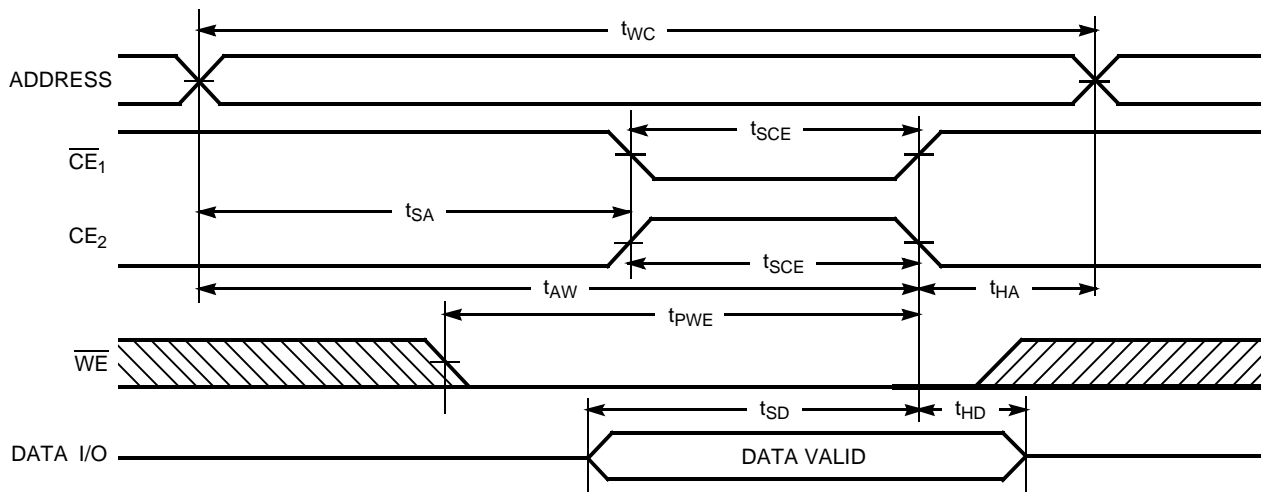 tWC
ADDRESS
tSCE
CE1
tSA
CE2
tSCE
tAW
tHA
tPWE
WE
tSD
tHD
DATA I/O
DATA VALID